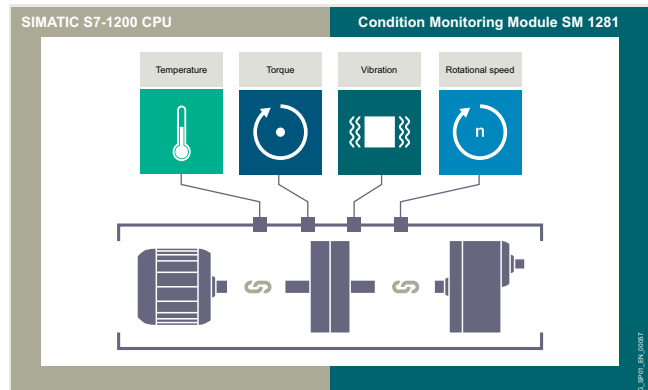 SIMATIC S7-1200 CPU
Condition Monitoring Module SM 1281
Temperature
Torque
Vibration
Rotational speed
n